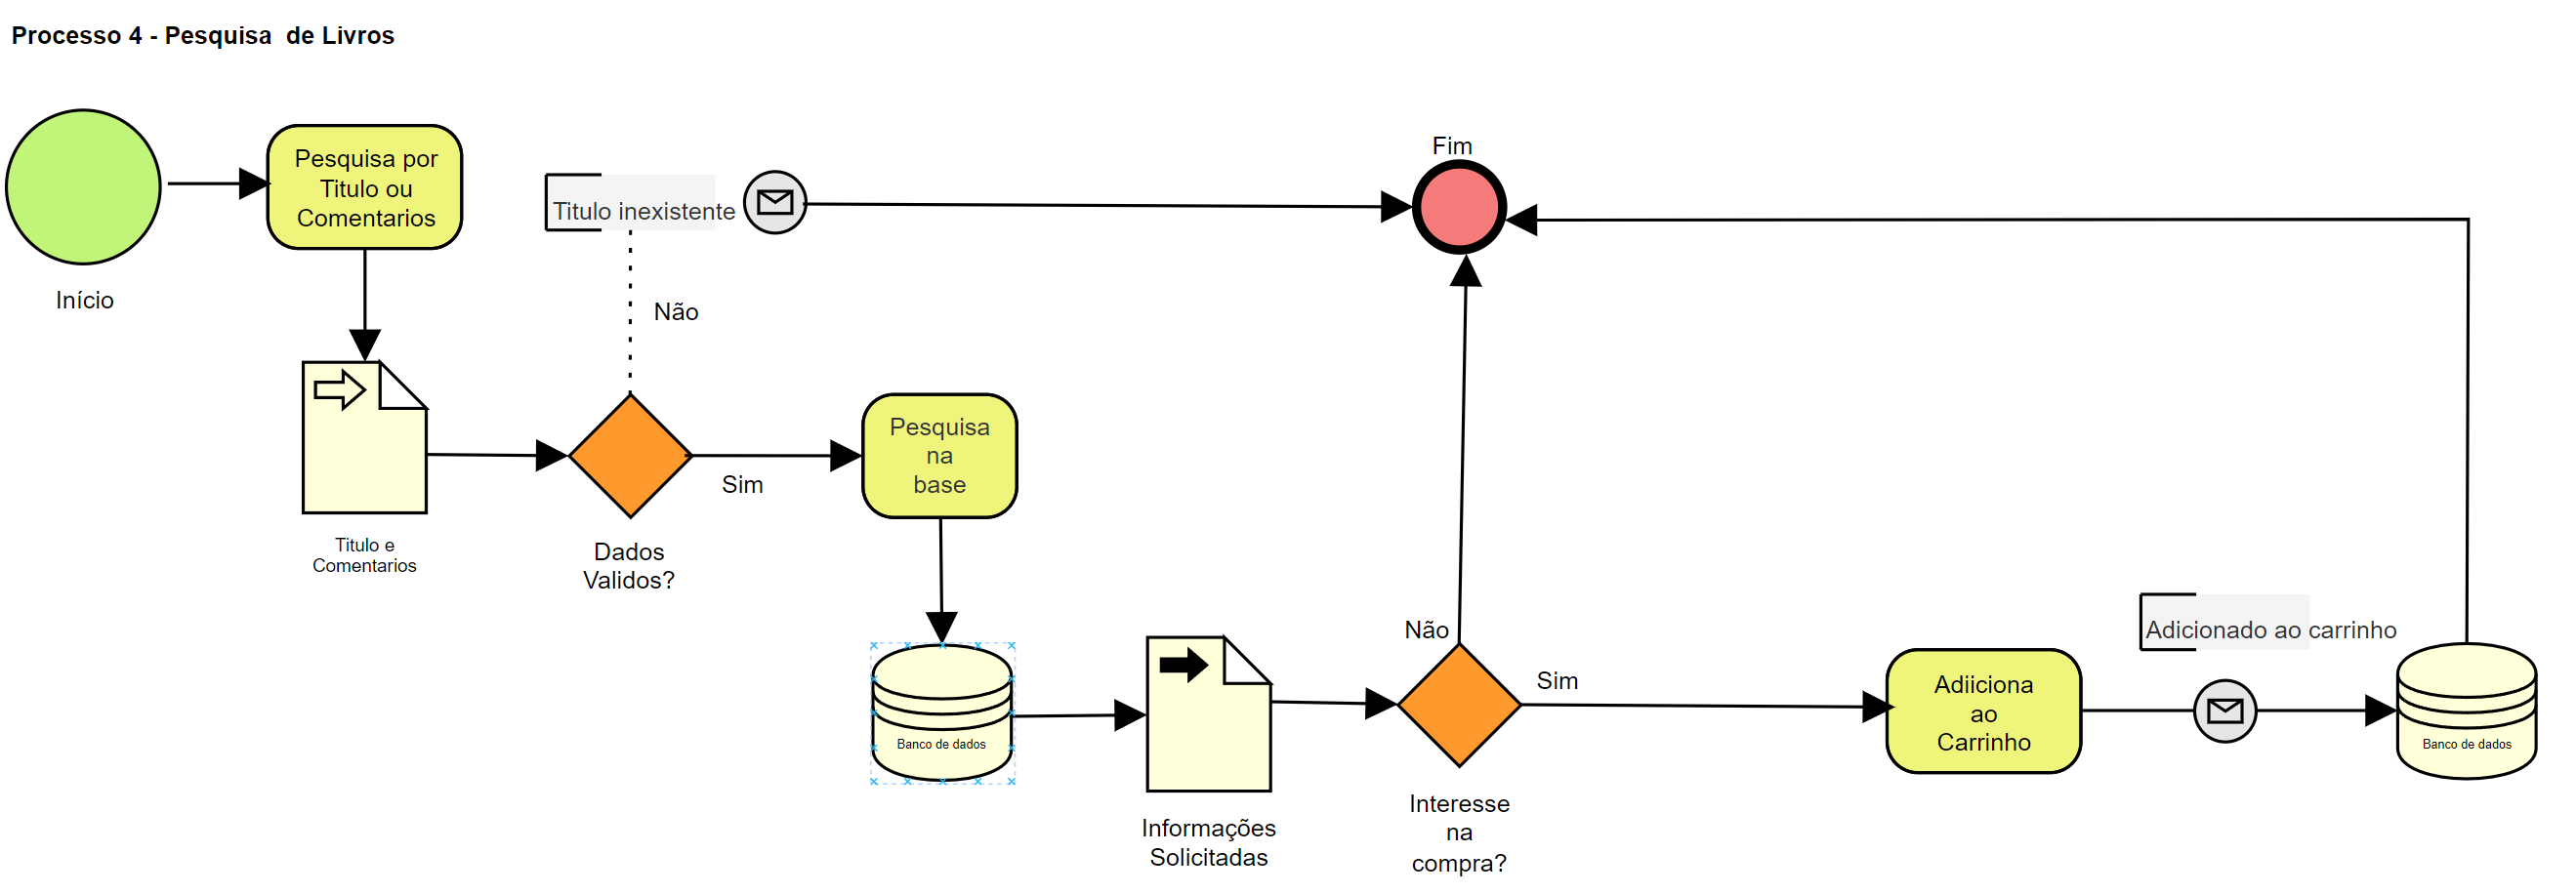 Processo 4 - Pesquisa  de Livros
Início
Pesquisa por
Titulo ou
Comentarios
Titulo e
Comentarios
Titulo inexistente
Não
Fim
Dados
Validos?
Sim
Pesquisa
na
base
Banco de dados
Informações
Solicitadas
Não
Interesse
na
compra?
Sim
Adiiciona
ao
Carrinho
Adicionado ao carrinho
Banco de dados